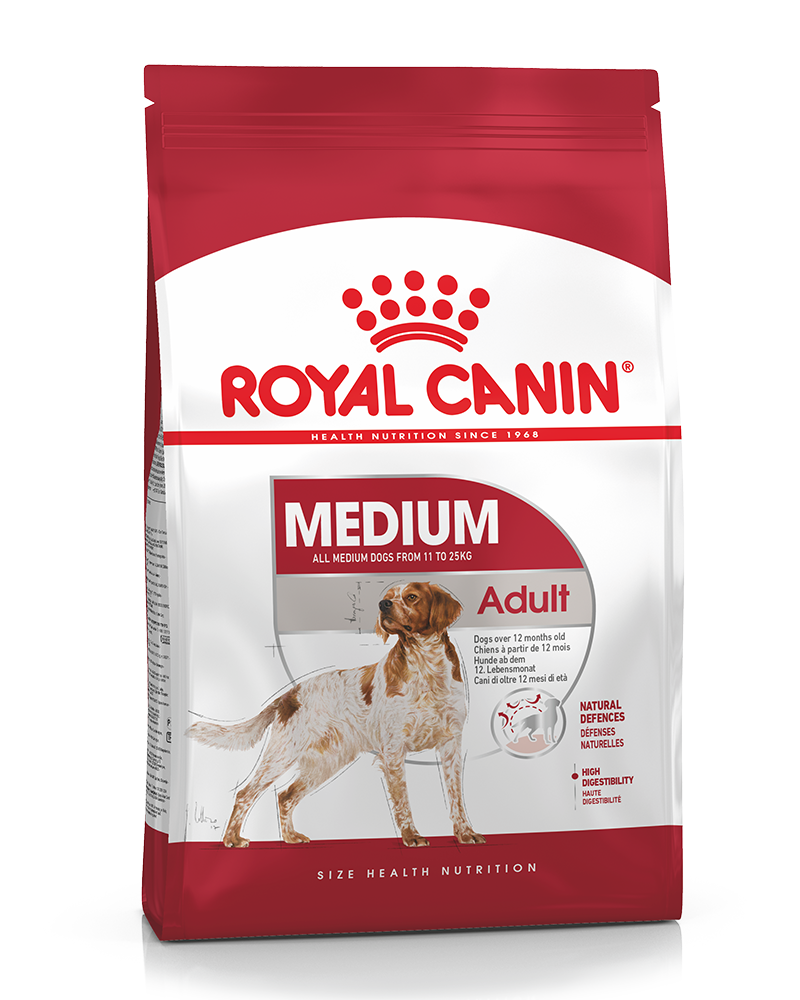 ROYAL CANIN®
HEALTH NUTRITION SINCE 1968
MEDIUM
ALL MEDIUM DOGS FROM 11 TO 25KG
Adult
Dogs over 12 months old
Chiens à partir de 12 mois
Hunde ab dem
12. Lebensmonat
Cani di oltre 12 mesi di età
NATURAL
DEFENCES
DÉFENSES
NATURELLES
HIGH
DIGESTIBILITY
HAUTE
DIGESTIBILITÉ
SIZE HEALTH NUTRITION